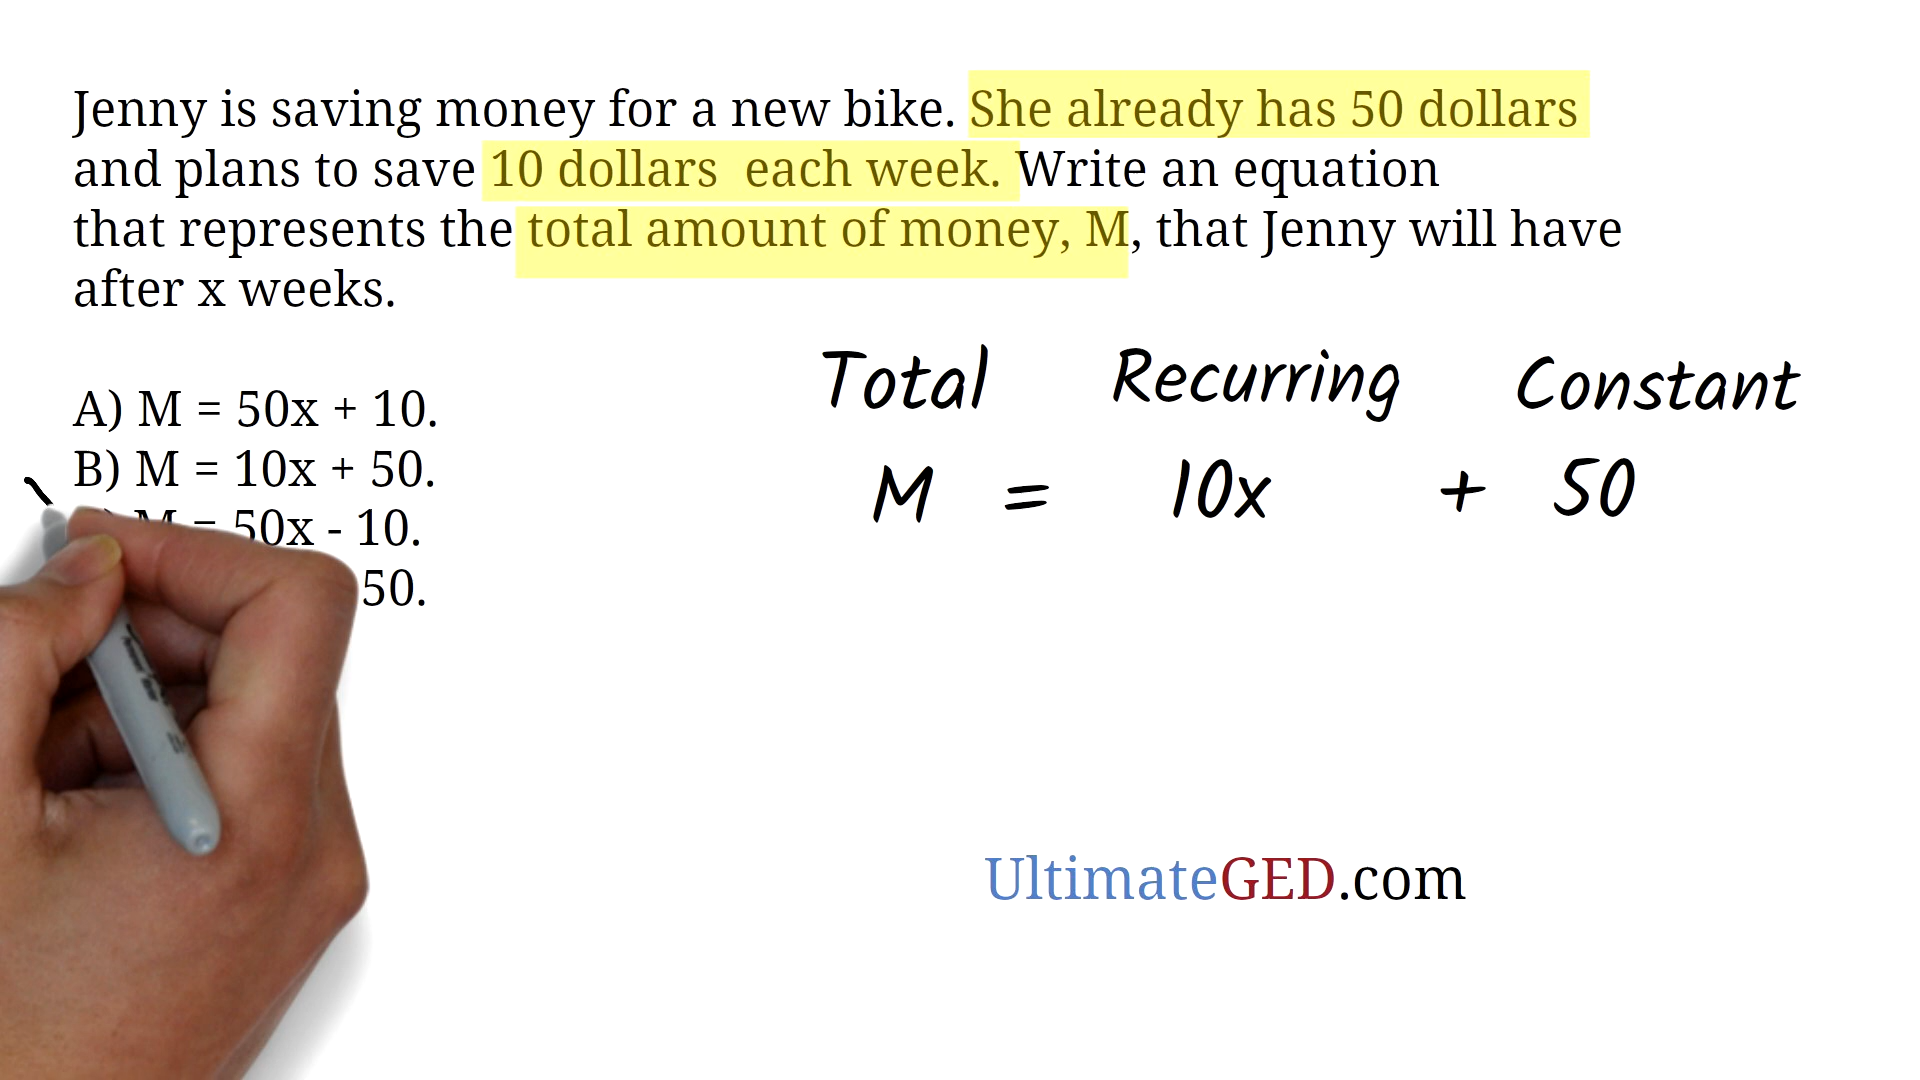 Jenny is saving money for a new bike. She already has 50 dollars
and plans to save 10 dollars each week. Write an equation
that represents the total amount of money, M, that Jenny will have
after x weeks.
A) M = 50x + 10.
B) M = 10x + 50.
M = 50x - 10.
50.
Total Recurring Constant
M = 10x + 50
UltimateGED.com